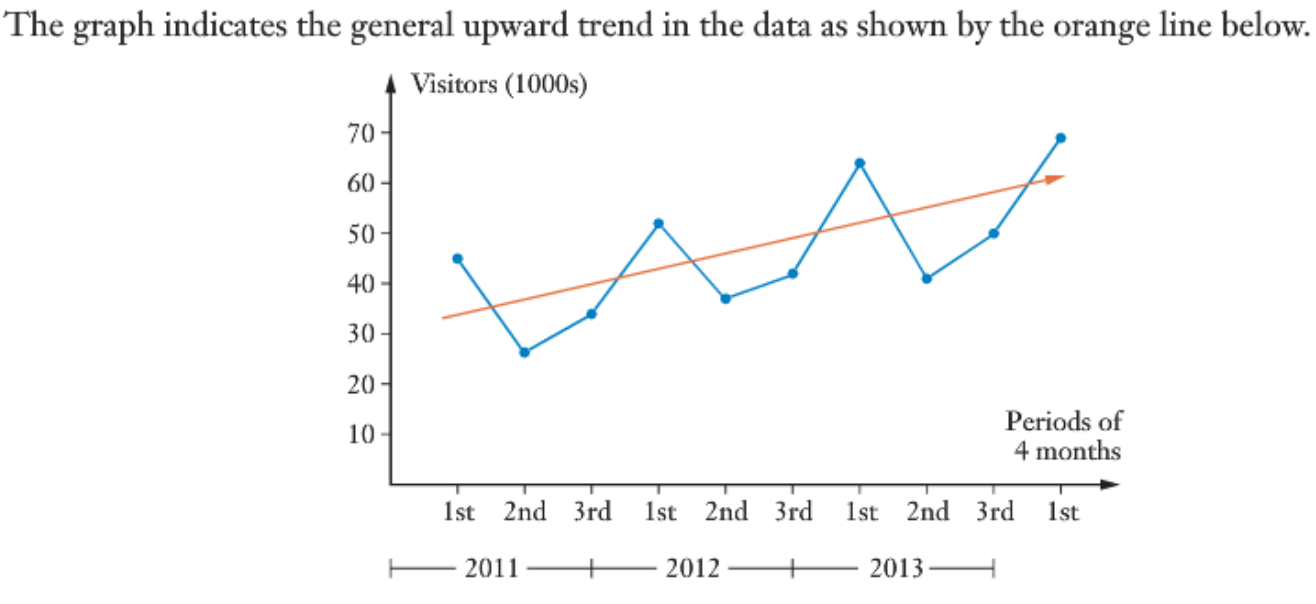 The graph indicates the general upward trend in the data as shown by the orange line below.
Visitors (1000s)
70
60
50
40
30
20
10
Periods of
4 months
1st 2nd 3rd 1st 2nd 3rd 1st 2nd 3rd 1st
2011 2012 2013